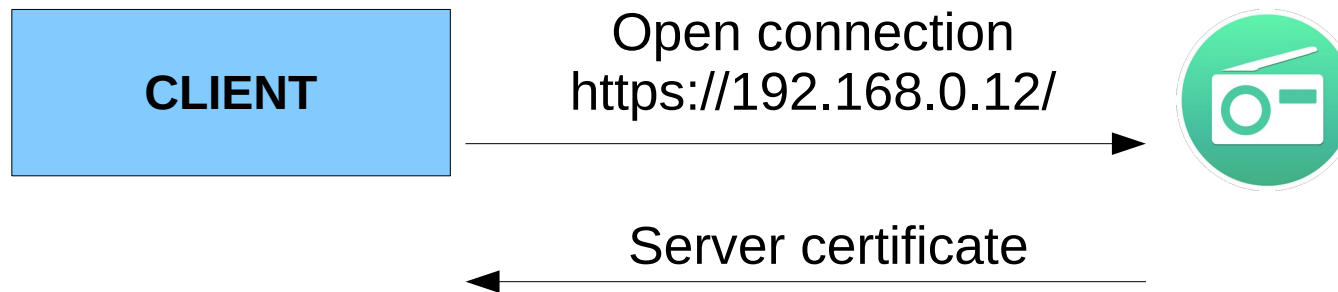 CLIENT
Open connection
https://192.168.0.12/
Server certificate